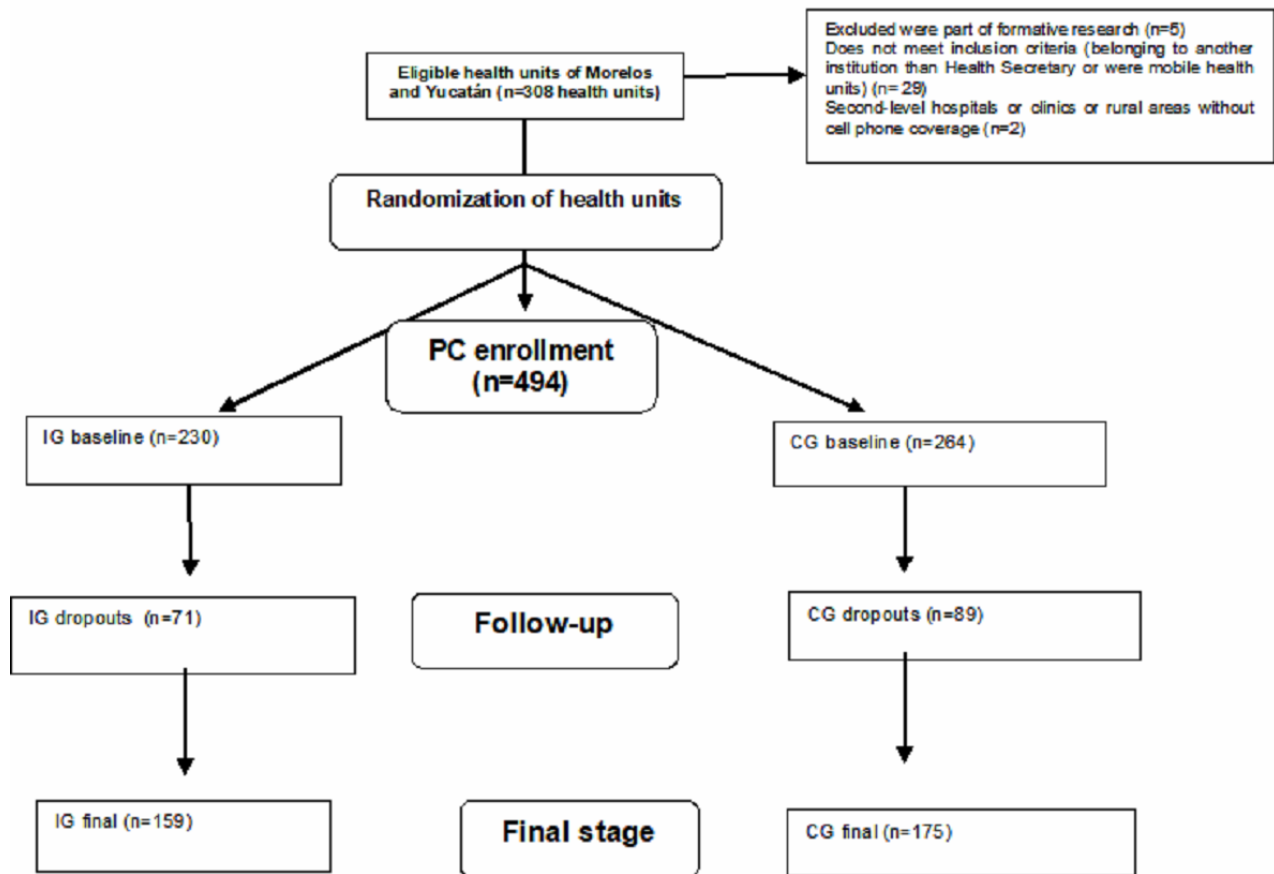 Excluded were part of formative research (n=5)
Does not meet inclusion criteria (belonging to another
institution than Health Secretary or were mobile health
units) (n= 29)
Second-level hospitals or clinics or rural areas without
cell phone coverage (n=2)
Eligible health units of Morelos
and Yucatán (n=308 health units)
Randomization of health units
PC enrollment
(n=494)
IG baseline (n=230)
CG baseline (n=264)
IG dropouts (n=71)
Follow-up
CG dropouts (n=89)
IG final (n=159)
Final stage
CG final (n=175)